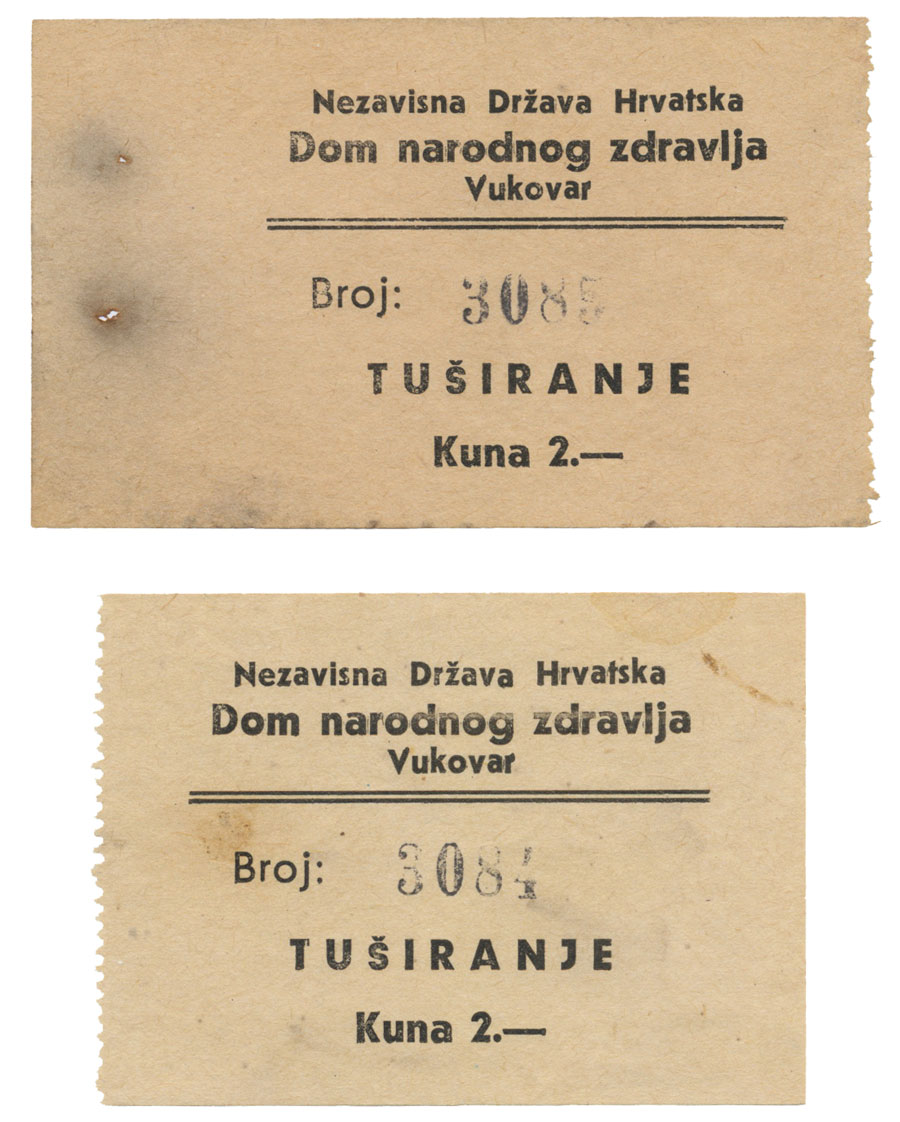 Nezavisna Država Hrvatska
Dom narodnog zdravlja
Vukovar
Broj: 3085
TUŠIRANJE
Kuna 2.—
Nezavisna Država Hrvatska
Dom narodnog zdravlja
Vukovar
Broj: 3084
TUŠIRANJE
Kuna 2.—